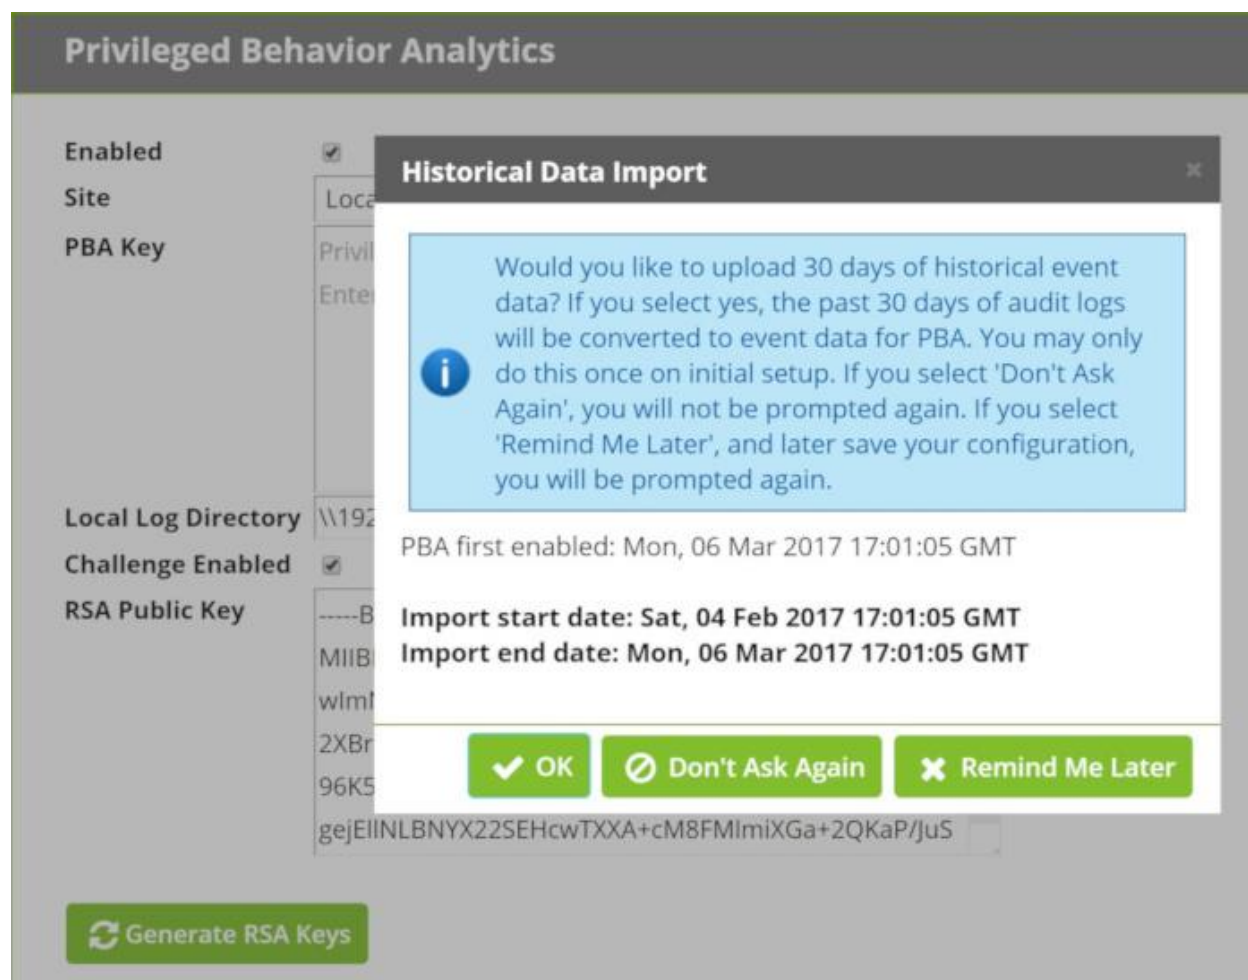 Privileged Behavior Analytics
Enabled
Site
Loca
PBA Key
Privil
Enter
Local Log Directory
\\192
Challenge Enabled
RSA Public Key
-----B
MIIB
2XBr
96K5
gejEIlNLBNYX22SEHcwTXXA+cM8FMImiXGa+2QKaP/JuS
Generate RSA Keys
Historical Data Import
Would you like to upload 30 days of historical event
data? If you select yes, the past 30 days of audit logs
will be converted to event data for PBA. You may only
do this once on initial setup. If you select 'Don't Ask
Again', you will not be prompted again. If you select
'Remind Me Later', and later save your configuration,
you will be prompted again.
PBA first enabled: Mon, 06 Mar 2017 17:01:05 GMT
Import start date: Sat, 04 Feb 2017 17:01:05 GMT
Import end date: Mon, 06 Mar 2017 17:01:05 GMT
OK
Don't Ask Again
Remind Me Later